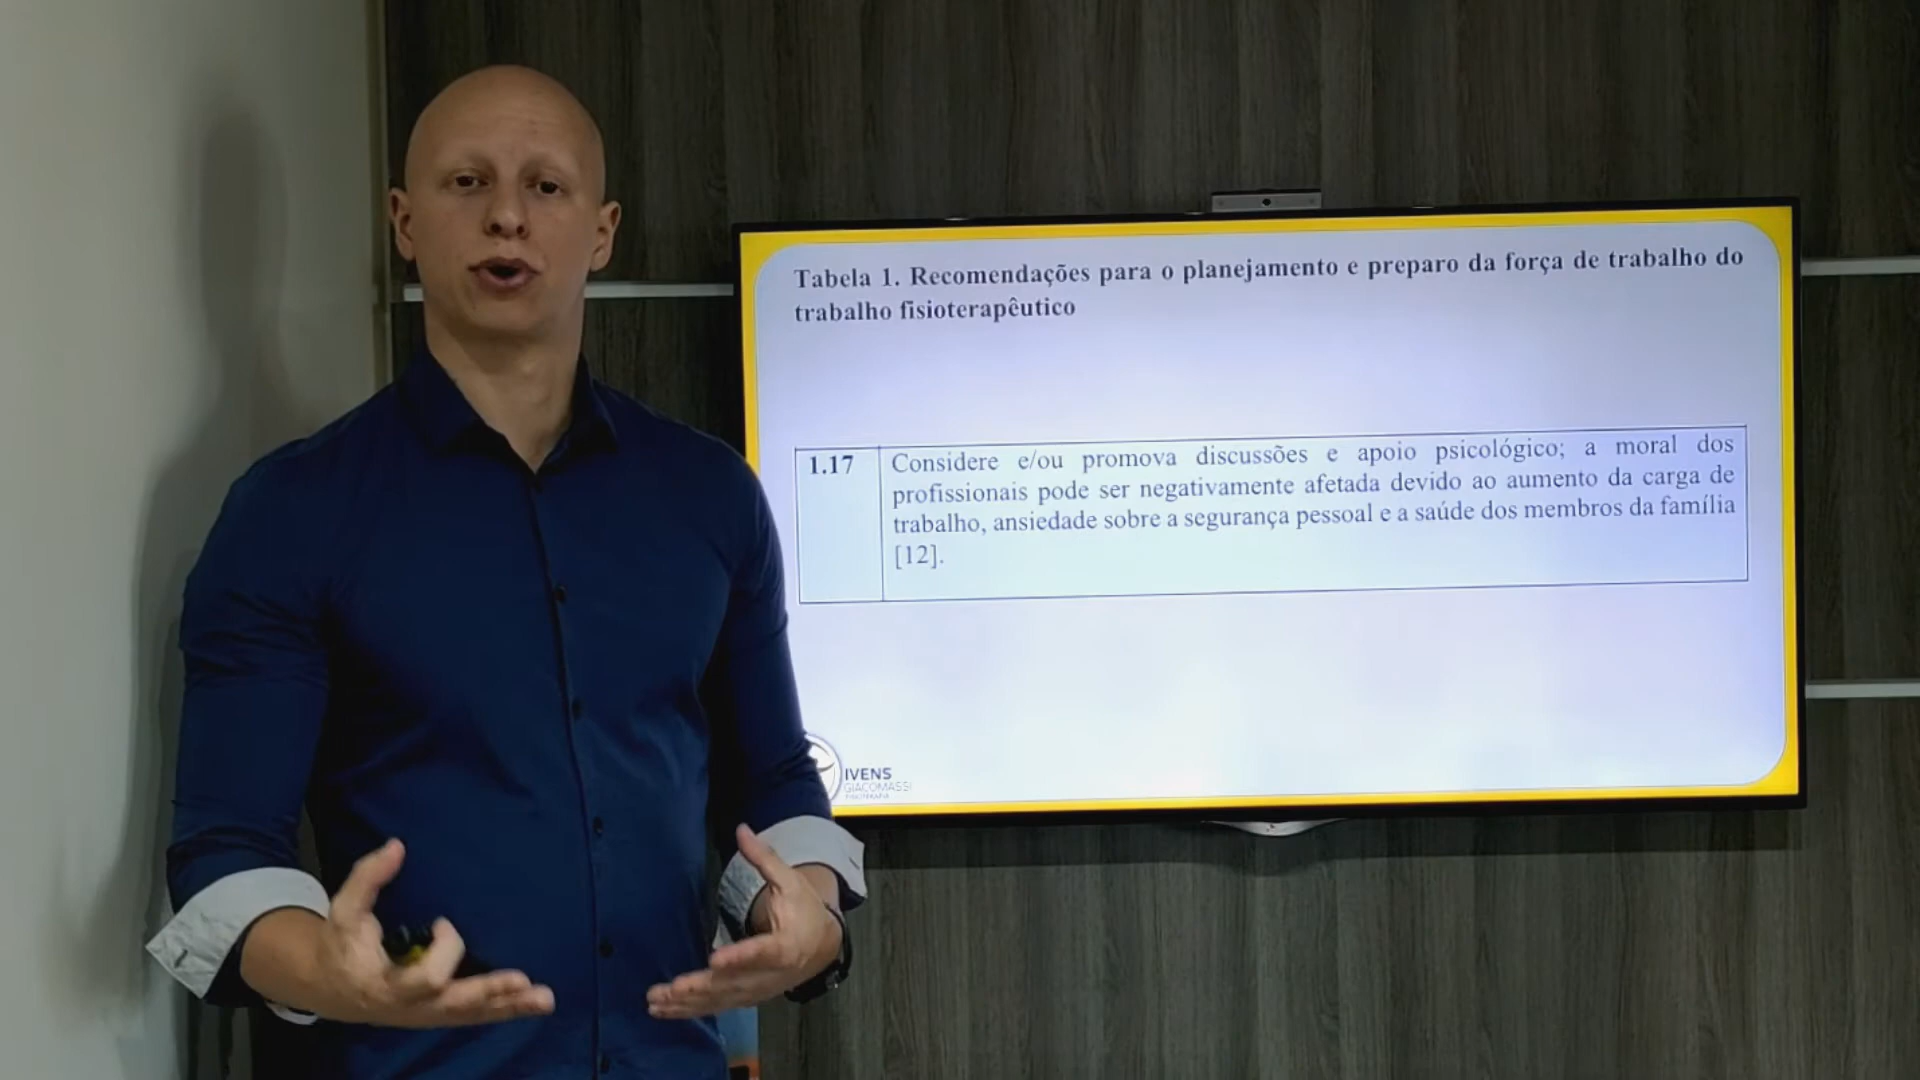 Tabela 1. Recomendações para o planejamento e preparo da força de trabalho do
trabalho fisioterapêutico
1.17
Considere e/ou promova discussões e apoio psicológico; a moral dos
profissionais pode ser negativamente afetada devido ao aumento da carga de
trabalho, ansiedade sobre a segurança pessoal e a saúde dos membros da família
[12].
IVENS
GIACOMASSI